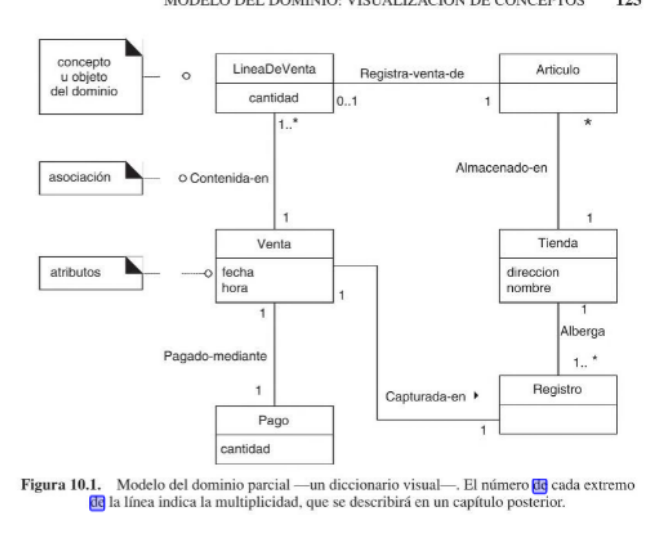 MODELO DEL DOMINIO: VISUALIZACIÓN DE CONCEPTOS 123
concepto
u objeto
del dominio
LineaDeVenta
cantidad
Registra-venta-de
0..1
1
Articulo
1..*
*
asociación
Contenida-en
Almacenado-en
1
1
atributos
Venta
fecha
hora
Tienda
direccion
nombre
1
1
1
Alberga
Pagado-mediante
1.. *
1
Capturada-en
Registro
1
Pago
cantidad
Figura 10.1. Modelo del dominio parcial —un diccionario visual—. El número de cada extremo
de la línea indica la multiplicidad, que se describirá en un capítulo posterior.